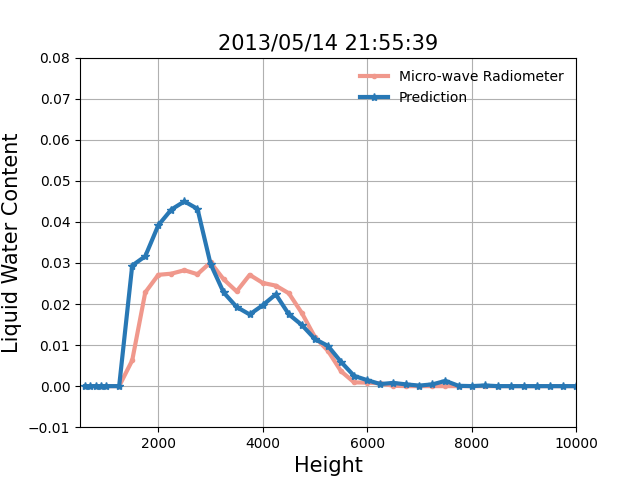 2013/05/14 21:55:39
0.08
0.07
0.06
0.05
0.04
0.03
0.02
0.01
0.00
−0.01
Liquid Water Content
Micro-wave Radiometer
Prediction
2000 4000 6000 8000 10000
Height